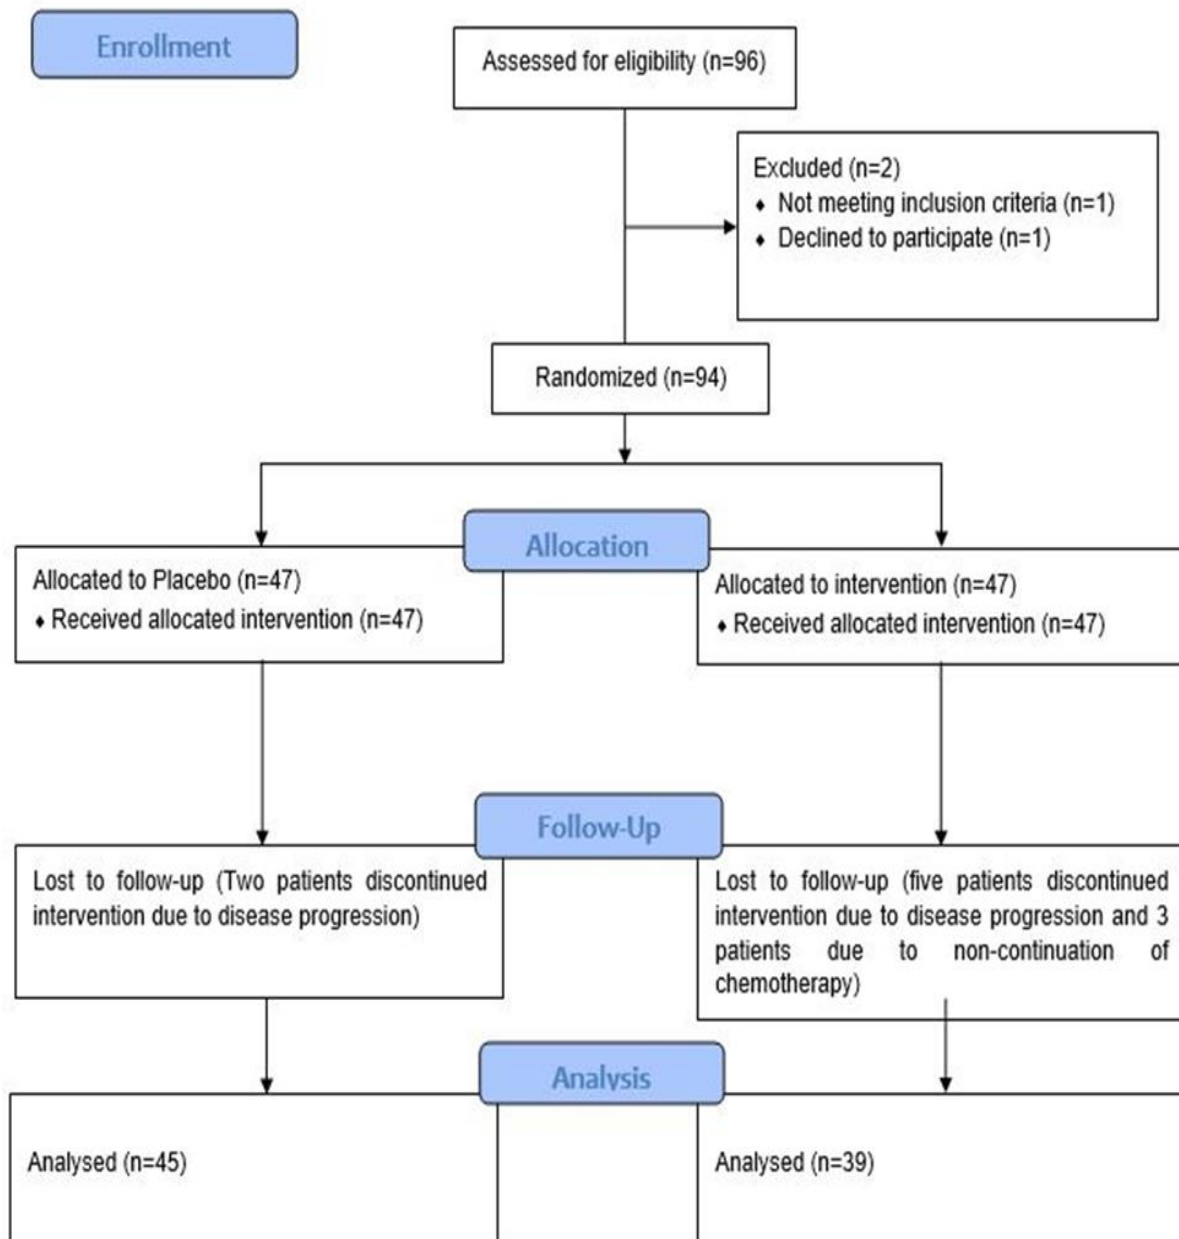 Enrollment
Assessed for eligibility (n=96)
Excluded (n=2)
♦ Not meeting inclusion criteria (n=1)
♦ Declined to participate (n=1)
Randomized (n=94)
Allocation
Allocated to Placebo (n=47)
♦ Received allocated intervention (n=47)
Allocated to intervention (n=47)
♦ Received allocated intervention (n=47)
Follow-Up
Lost to follow-up (Two patients discontinued
intervention due to disease progression)
Lost to follow-up (five patients discontinued
intervention due to disease progression and 3
patients due to non-continuation of
chemotherapy)
Analysis
Analysed (n=45)
Analysed (n=39)